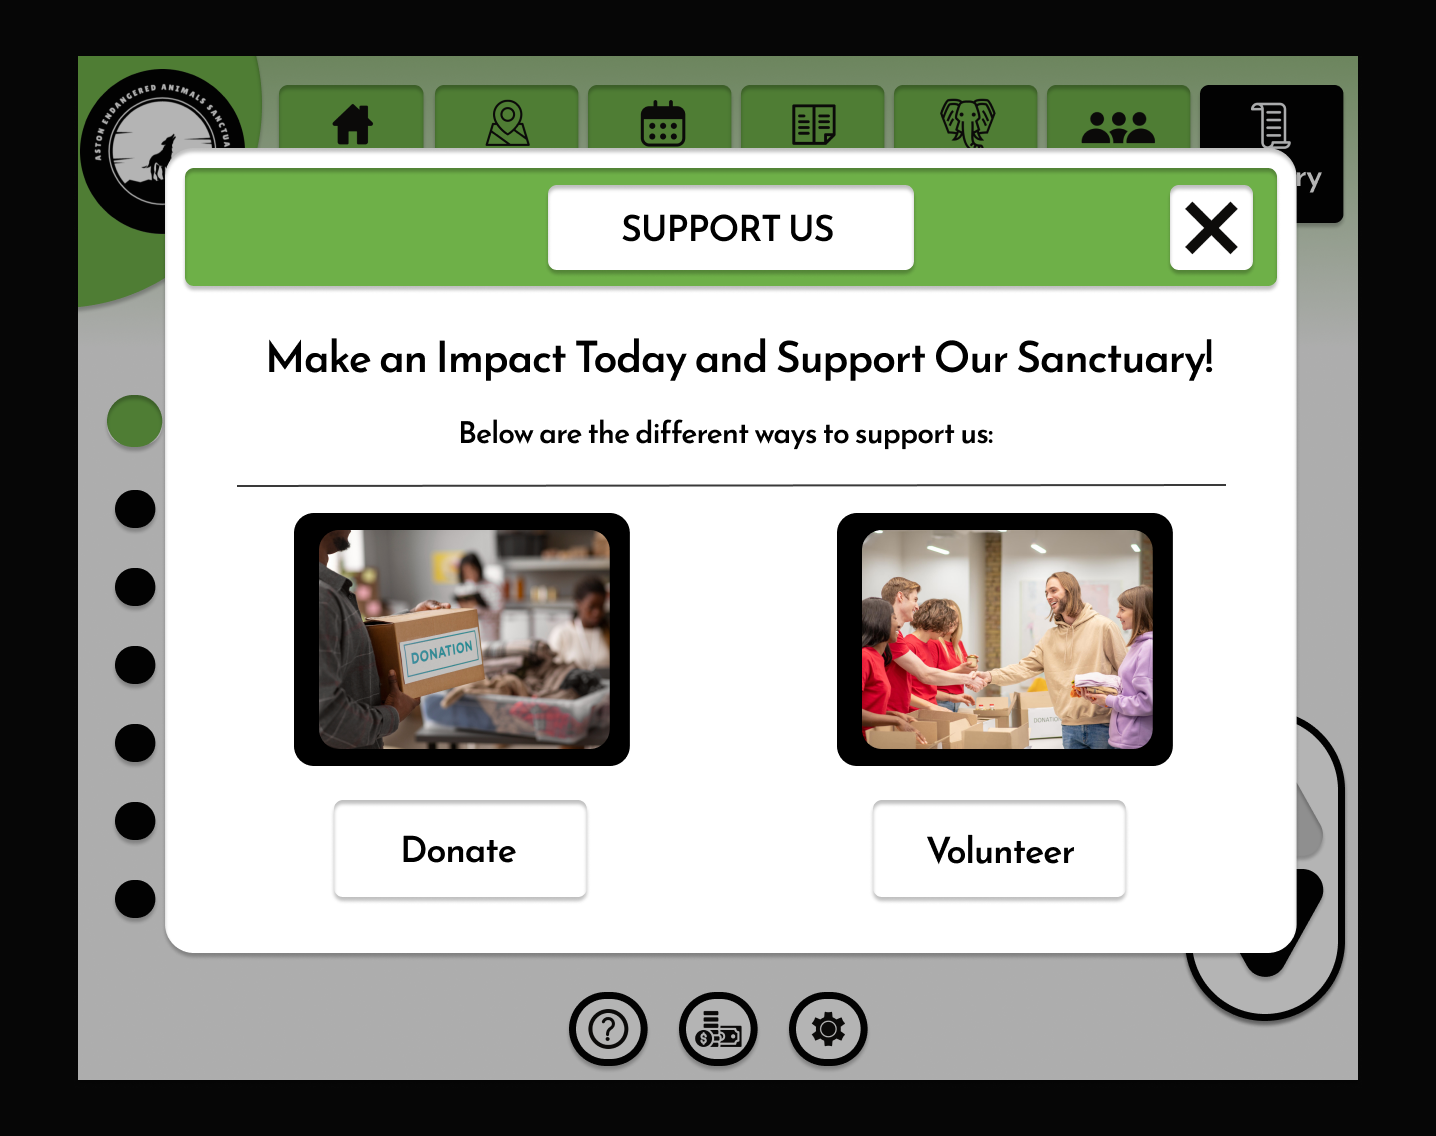 ASTON ENDANGERED ANIMALS
ry
SUPPORT US
Make an Impact Today and Support Our Sanctuary!
Below are the different ways to support us:
DONATION
DONATION
Donate
Volunteer
?
$